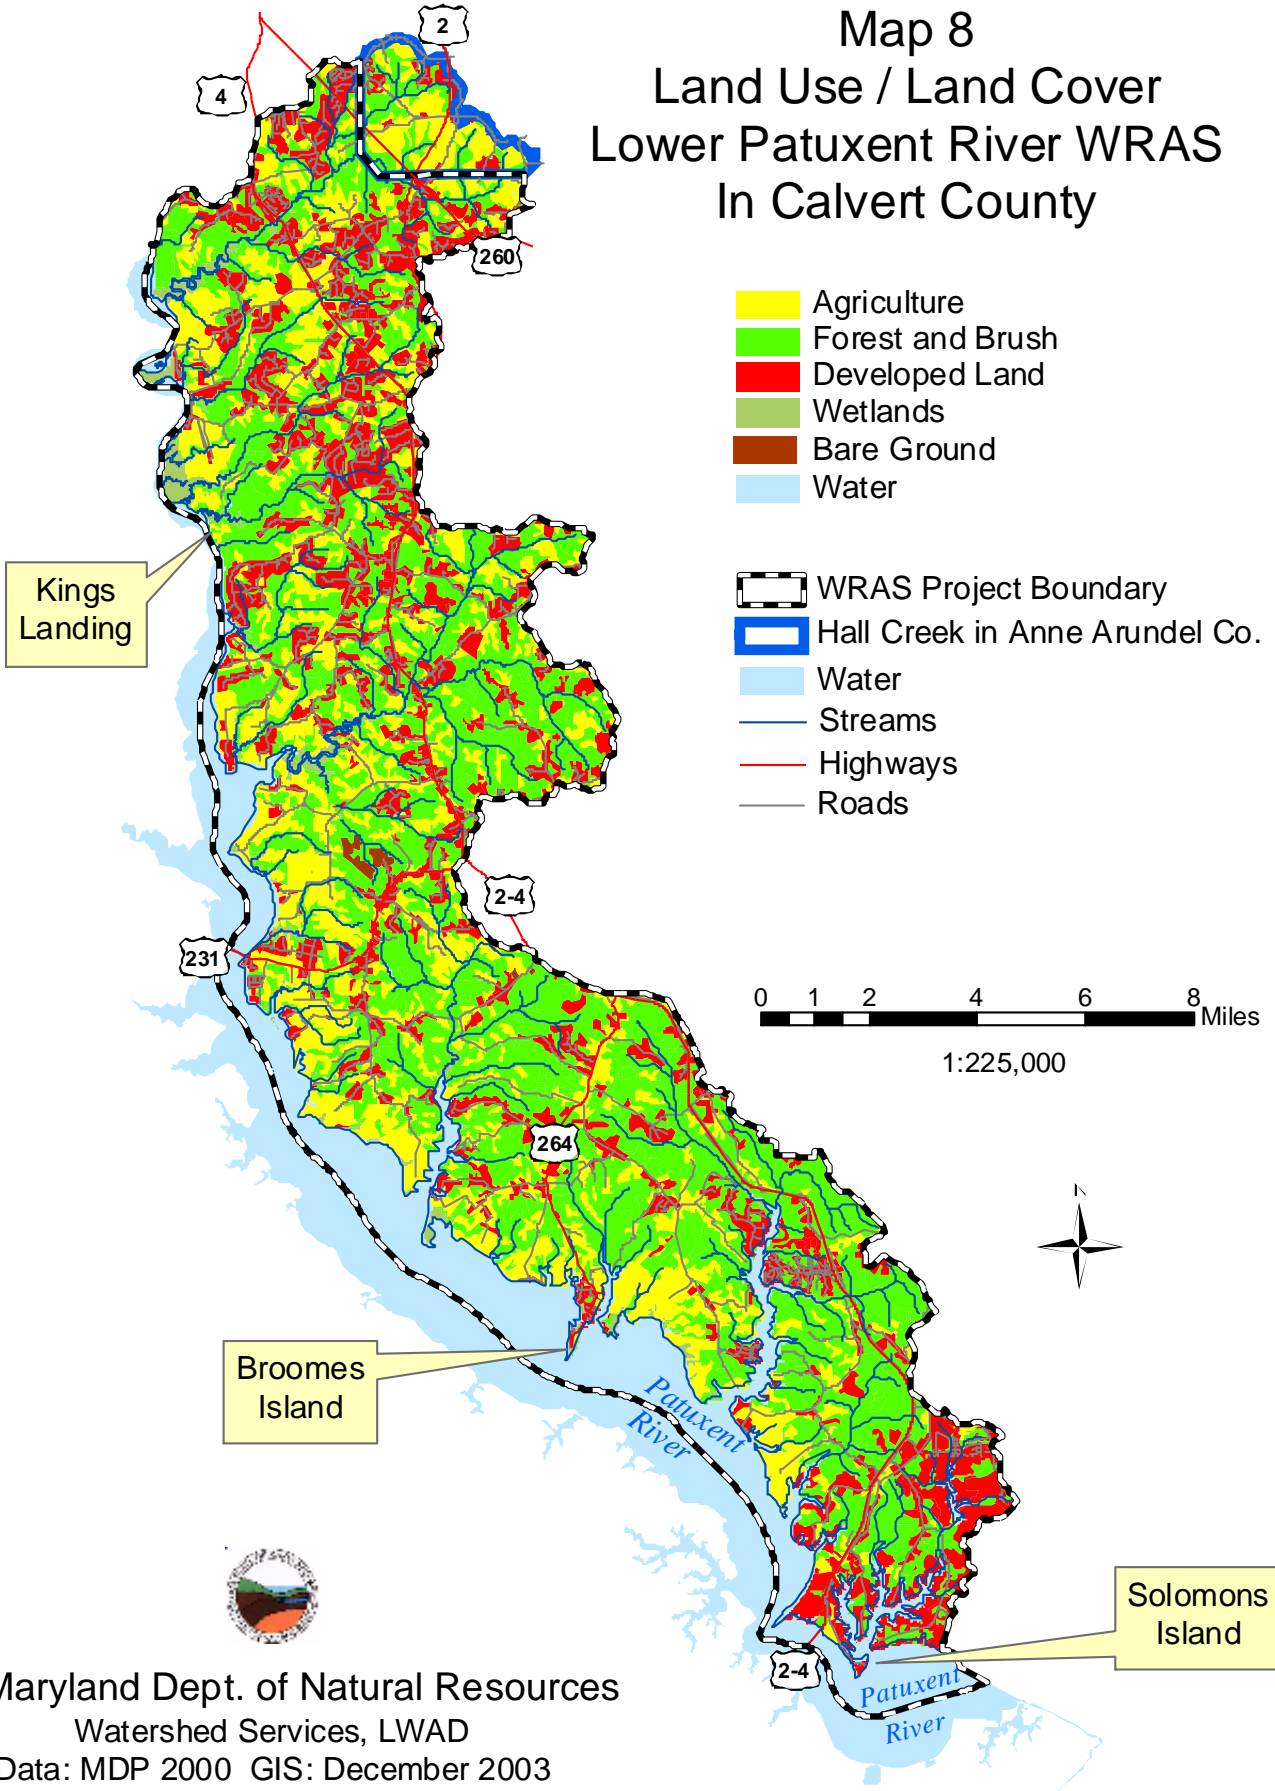 Map 8
Land Use / Land Cover
Lower Patuxent River WRAS
In Calvert County
2
4
260
Agriculture
Forest and Brush
Developed Land
Wetlands
Bare Ground
Water
Kings
Landing
WRAS Project Boundary
Hall Creek in Anne Arundel Co.
Water
Streams
Highways
Roads
2-4
231
0 1 2 4 6 8
Miles
1:225,000
264
N
Broomes
Island
Patuxent
River
Solomons
Island
2-4
Patuxent
River
Maryland Dept. of Natural Resources
Watershed Services, LWAD
Data: MDP 2000 GIS: December 2003